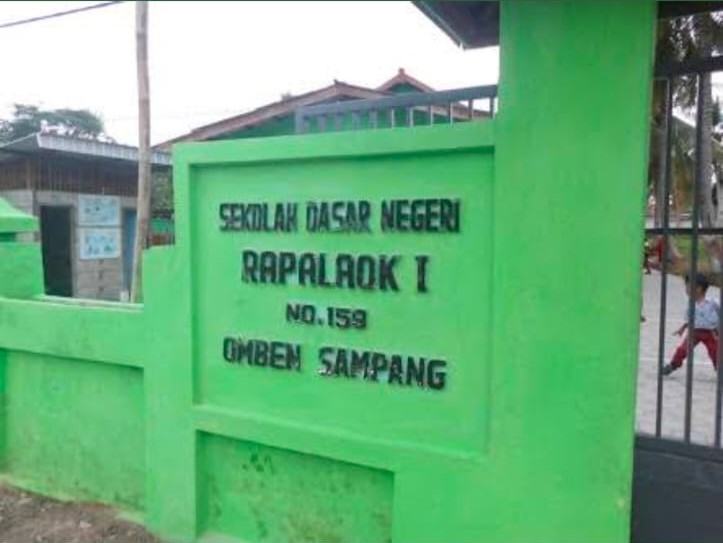 SEKOLAH DASAR NEGERI
RAPALAOK I
NO.159
OMBEN SAMPANG